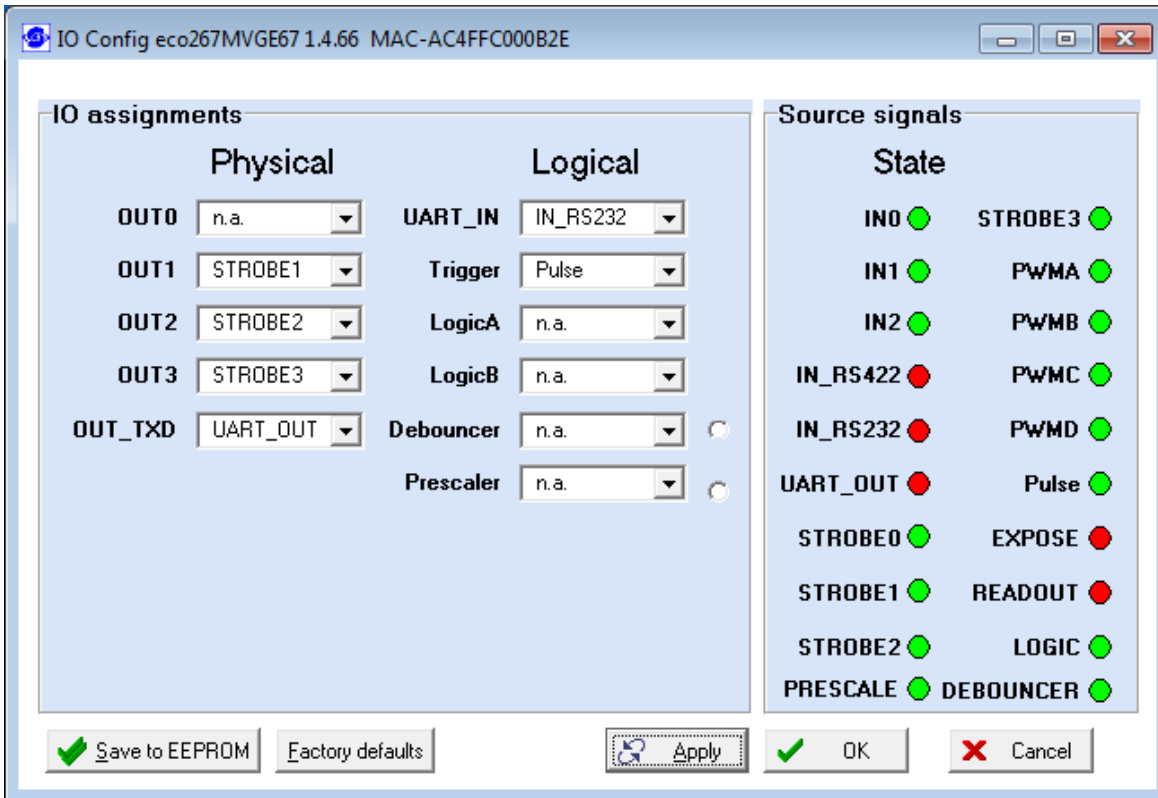 IO Config eco267MVGE67 1.4.66 MAC-AC4FFC000B2E
IO assignments
Physical Logical
OUT0 n.a. UART_IN IN_RS232
OUT1 STROBE1 Trigger Pulse
OUT2 STROBE2 LogicA n.a.
OUT3 STROBE3 LogicB n.a.
OUT_TXD UART_OUT Debouncer n.a.
Prescaler n.a.
Source signals
State
IN0 STROBE3
IN1 PWMA
IN2 PWMB
IN_RS422 PWMC
IN_RS232 PWMD
UART_OUT Pulse
STROBE0 EXPOSE
STROBE1 READOUT
STROBE2 LOGIC
PRESCALE DEBOUNCER
Save to EEPROM Factory defaults Apply OK Cancel